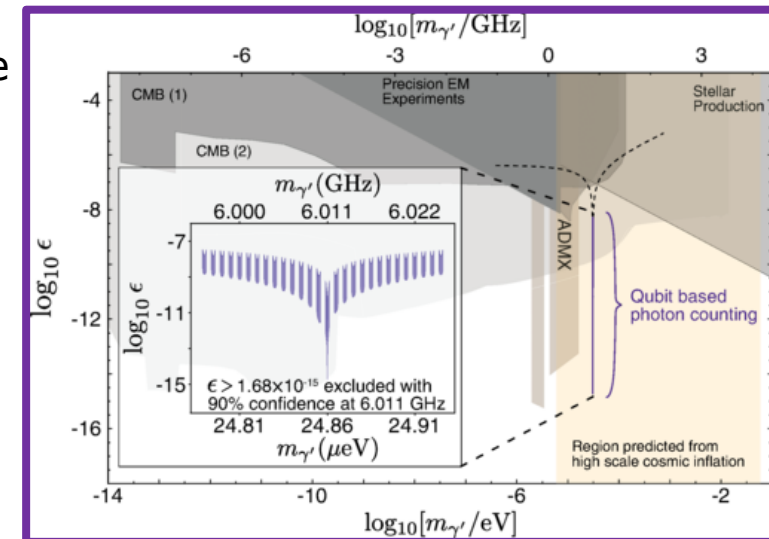 e
log₁₀[mγ′/GHz]
-6 -3 0 3
CMB (1)
Precision EM
Experiments
Stellar
Production
-4
CMB (2)
mγ′(GHz)
6.000 6.011 6.022
-7
-11
-15
log₁₀ ϵ
ϵ > 1.68×10⁻¹⁵ excluded with
90% confidence at 6.011 GHz
24.81 24.86 24.91
mγ′(μeV)
-8
ADMX
log₁₀ ϵ
Qubit based
photon counting
-12
-16
Region predicted from
high scale cosmic inflation
-14 -10 -6 -2
log₁₀[mγ′/eV]